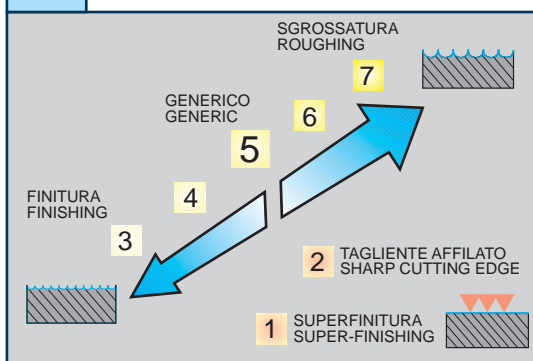 SGROSSATURA
ROUGHING
7
GENERICO
GENERIC
6
5
4
FINITURA
FINISHING
3
2 TAGLIENTE AFFILATO
SHARP CUTTING EDGE
1 SUPERFINITURA
SUPER-FINISHING